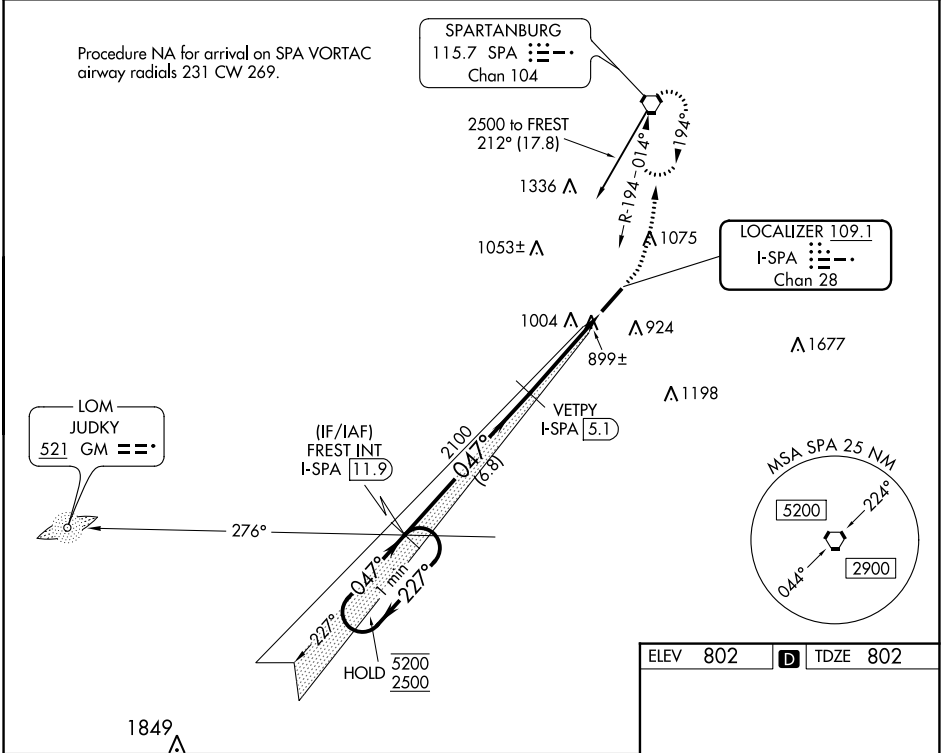 Procedure NA for arrival on SPA VORTAC
airway radials 231 CW 269.
SPARTANBURG
115.7 SPA
Chan 104
2500 to FREST
212° (17.8)
R-194
014°
194°
1336
1053±
1075
LOCALIZER 109.1
I-SPA
Chan 28
1004
924
899±
1677
1198
VETPY
I-SPA 5.1
LOM
JUDKY
521 GM
(IF/IAF)
FREST INT
I-SPA 11.9
2100
047°
(6.8)
276°
047°
1 min
227°
227°
HOLD 5200
2500
MSA SPA 25 NM
5200
224°
044°
2900
ELEV 802 D TDZE 802
1849